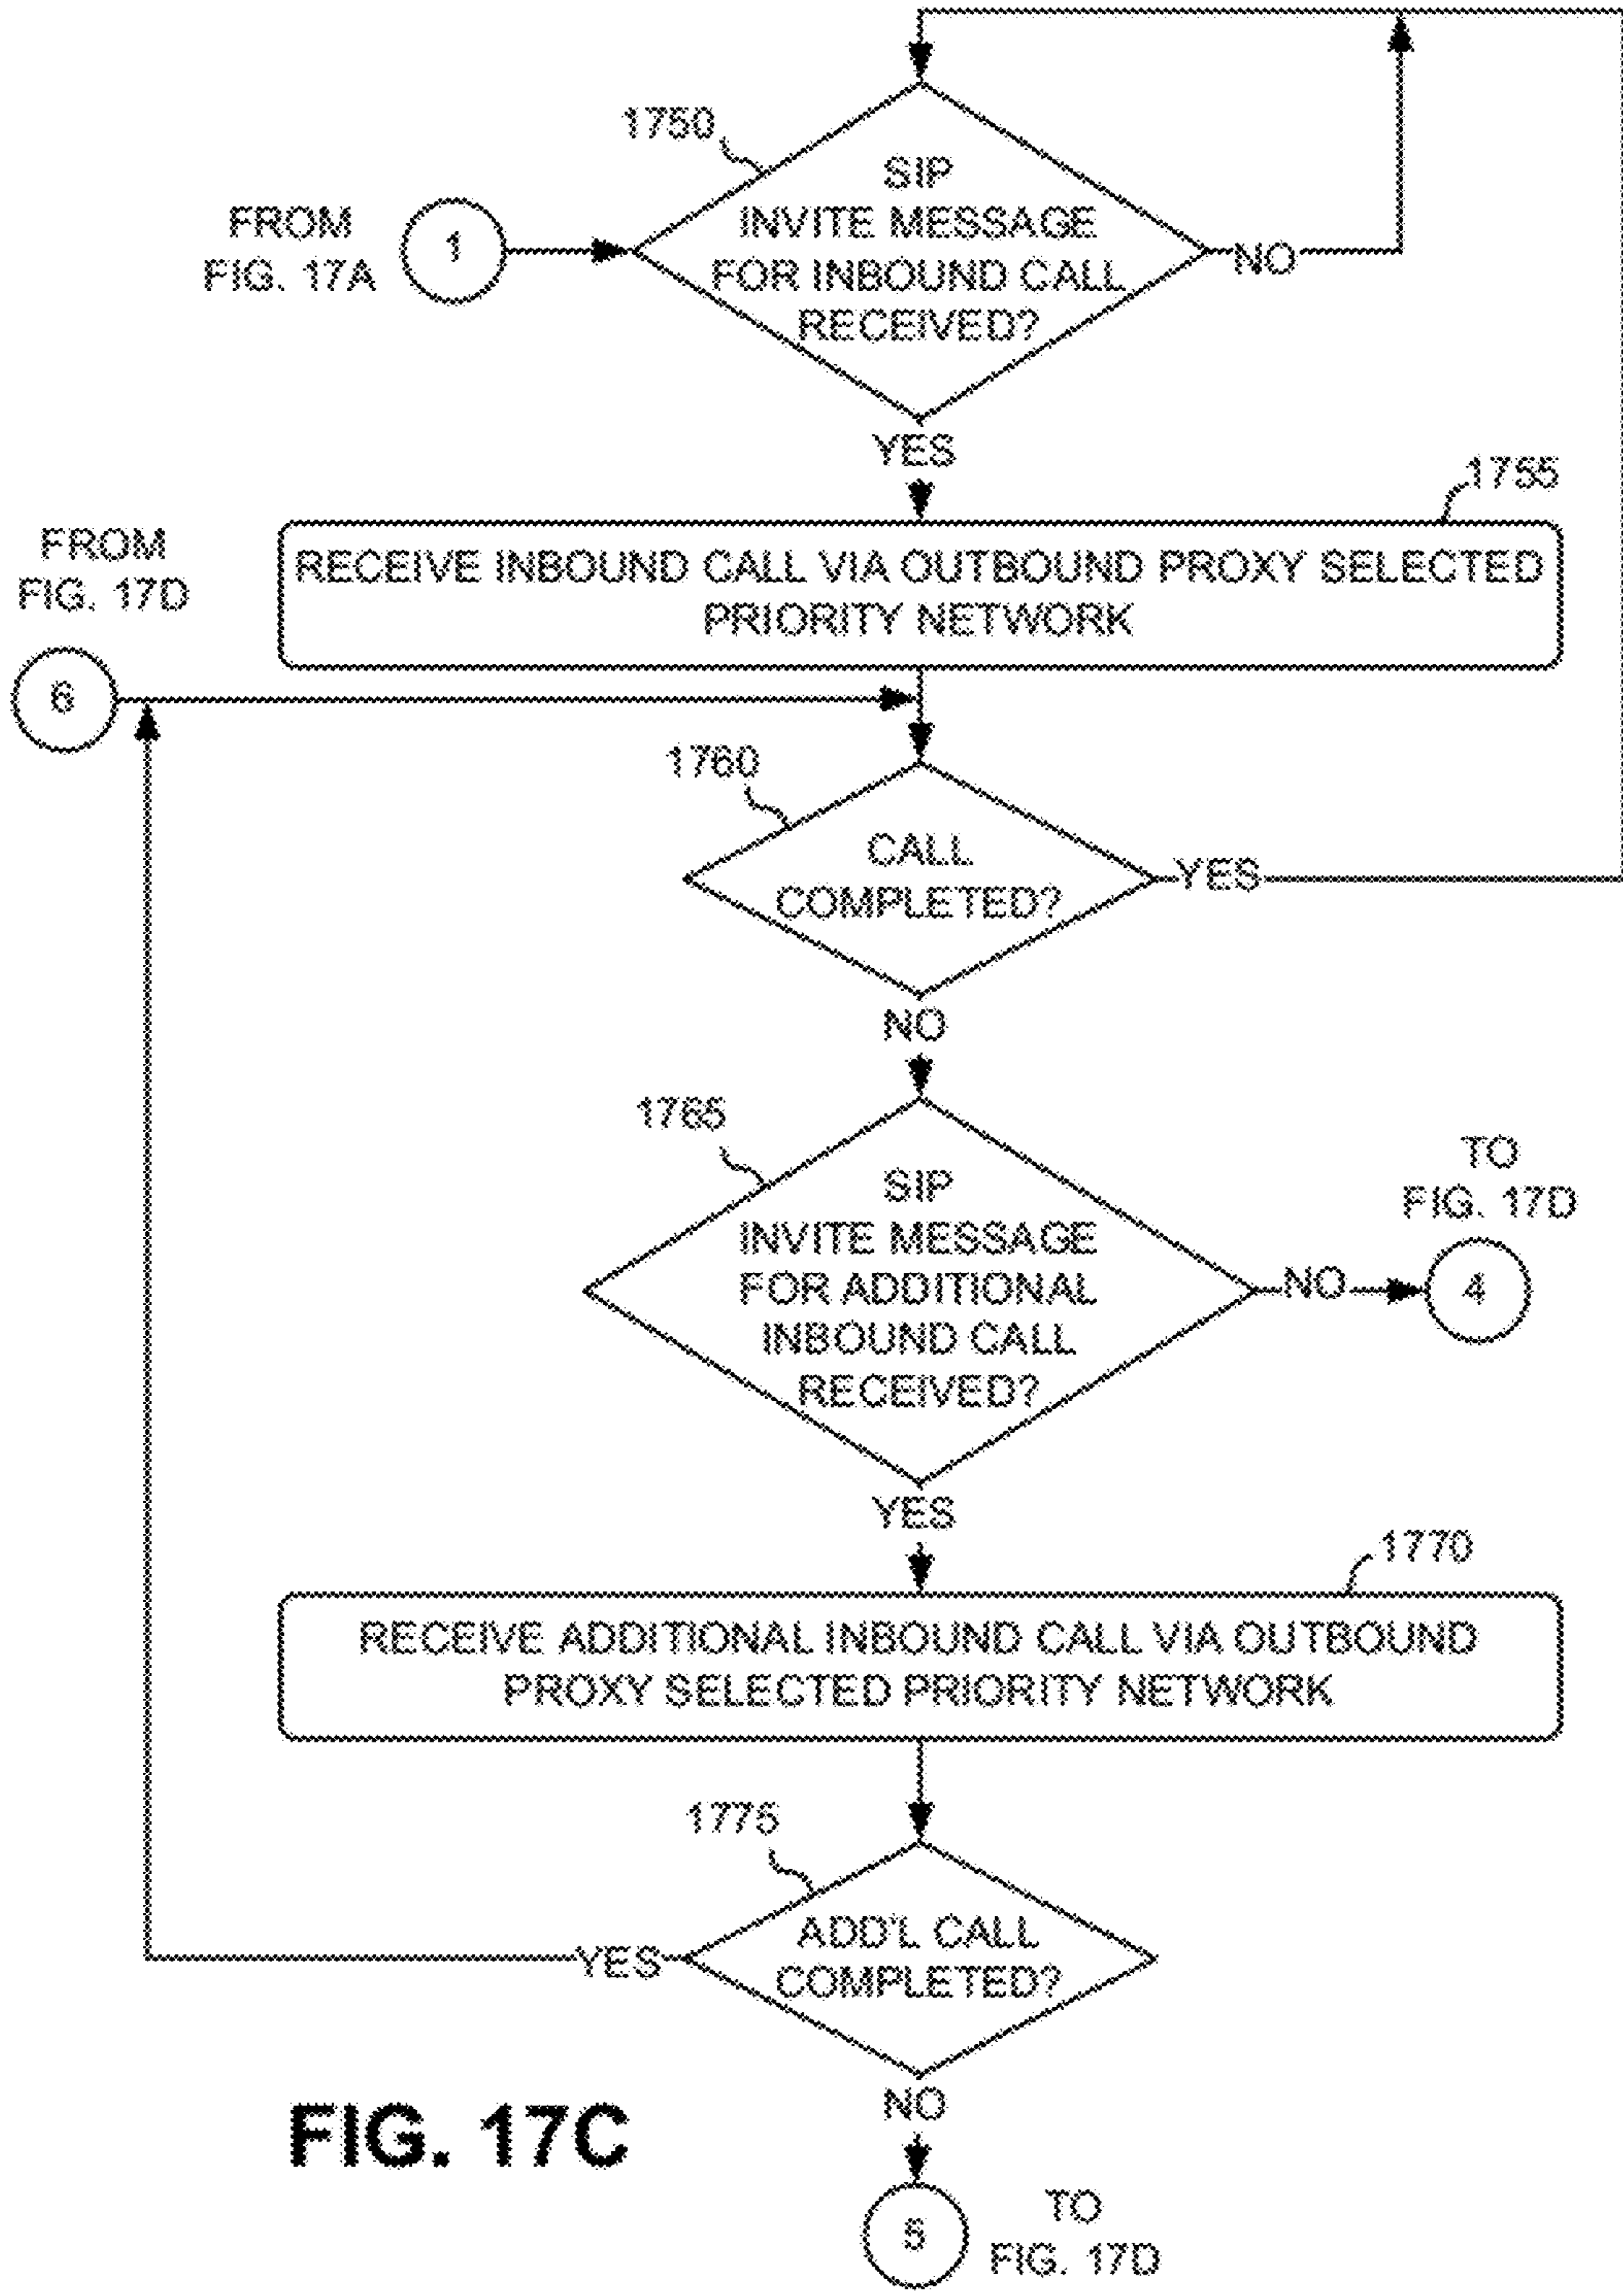 1750
SIP
INVITE MESSAGE
FOR INBOUND CALL
RECEIVED?
FROM
FIG. 17A
1
NO
YES
1755
FROM
FIG. 17D
RECEIVE INBOUND CALL VIA OUTBOUND PROXY SELECTED
PRIORITY NETWORK
6
1760
CALL
COMPLETED?
YES
NO
1765
SIP
INVITE MESSAGE
FOR ADDITIONAL
INBOUND CALL
RECEIVED?
TO
FIG. 17D
NO
4
YES
1770
RECEIVE ADDITIONAL INBOUND CALL VIA OUTBOUND
PROXY SELECTED PRIORITY NETWORK
1775
ADD'L CALL
COMPLETED?
YES
NO
FIG. 17C
5
TO
FIG. 17D